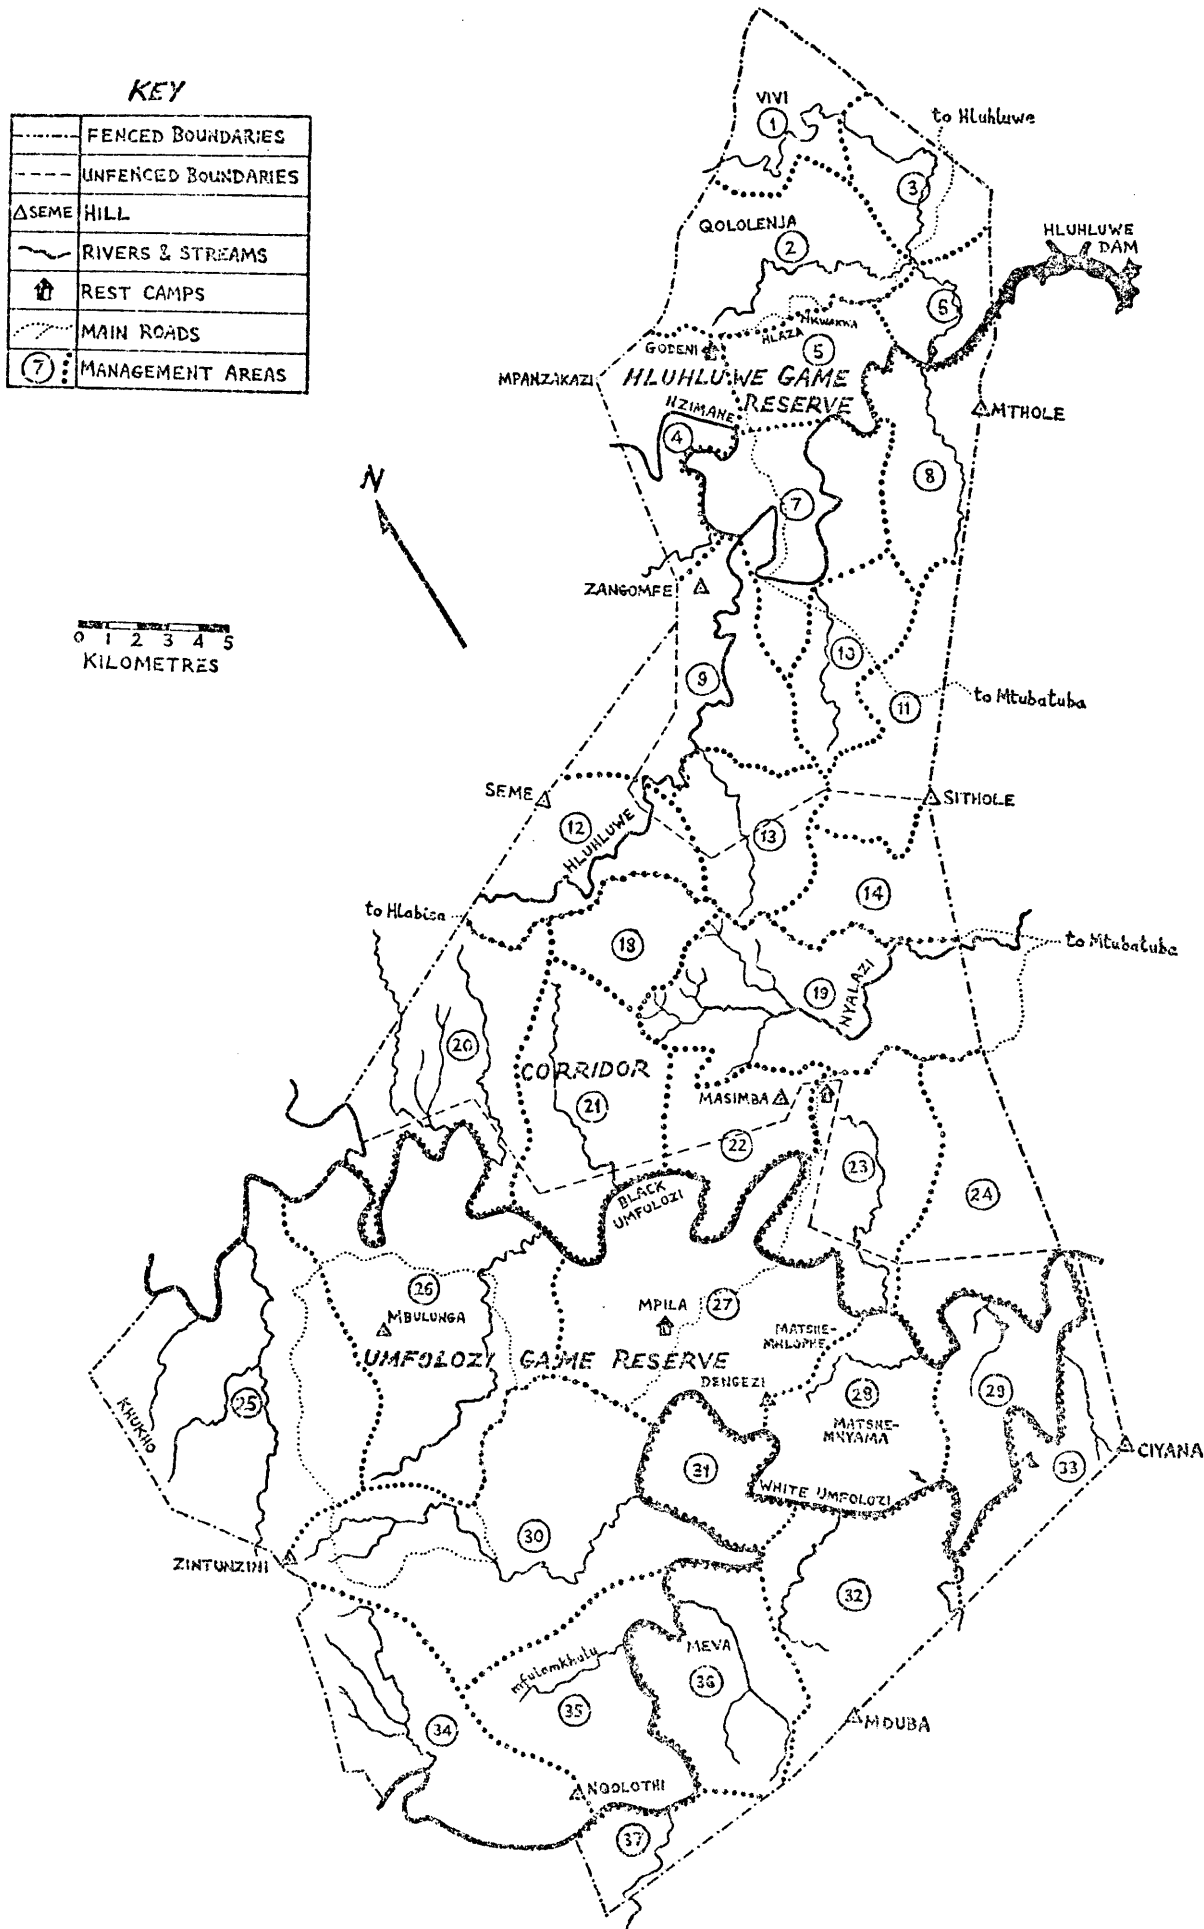 KEY
FENCED BOUNDARIES
UNFENCED BOUNDARIES
SEME HILL
RIVERS & STREAMS
REST CAMPS
MAIN ROADS
7 MANAGEMENT AREAS
N
0 1 2 3 4 5
KILOMETRES
VIVI
1
to Hluhluwe
3
QOLOLENJA
2
HLUHLUWE
DAM
6
NKWAKWA
HLAZA
GODENI
5
MPANZAKAZI
HLUHLUWE GAME
RESERVE
NZIMANE
MTHOLE
4
8
7
ZANGOMFE
10
9
11
to Mtubatuba
SEME
SITHOLE
12
HLUHLUWE
13
14
to Hlabisa
18
to Mtubatuba
19
NYALAZI
20
CORRIDOR
21
MASIMBA
22
23
24
BLACK
UMFOLOZI
26
MBULUNGA
MPILA
27
MATSHE-
MHLOPHE
UMFOLOZI GAME RESERVE
DENGEZI
28
29
25
KHUKHO
MATSHE-
MNYAMA
CIYANA
31
33
WHITE UMFOLOZI
30
ZINTUNZINI
32
MEVA
mfulamkhulu
36
35
34
MDUBA
NQOLOTHI
37